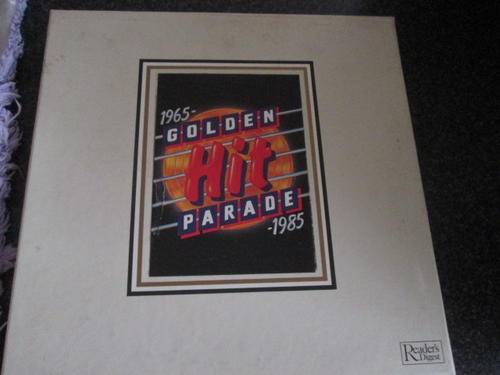 1965-
GOLDEN
Hit
PARADE
-1985
Reader's
Digest